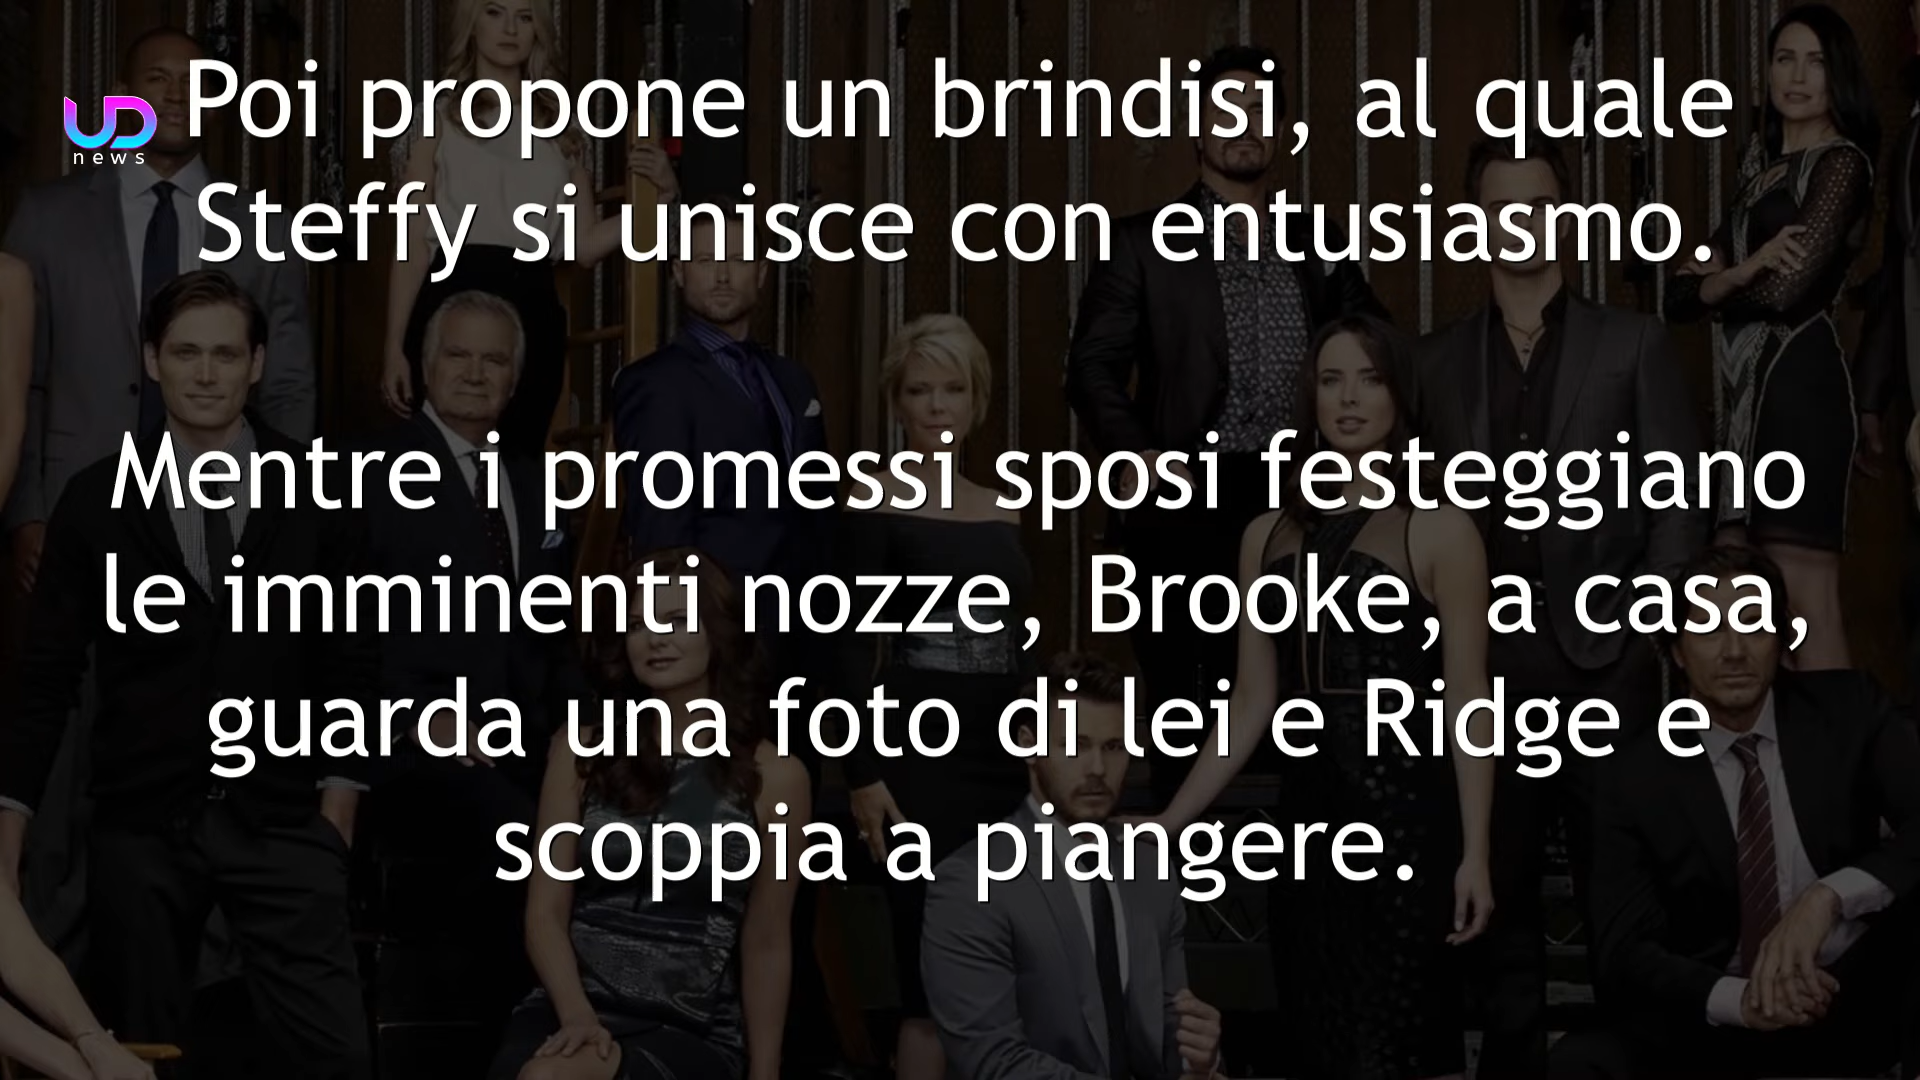 Poi propone un brindisi, al quale
UD
news
Steffy si unisce con entusiasmo.
Mentre i promessi sposi festeggiano
le imminenti nozze, Brooke, a casa,
guarda una foto di lei e Ridge e
scoppia a piangere.